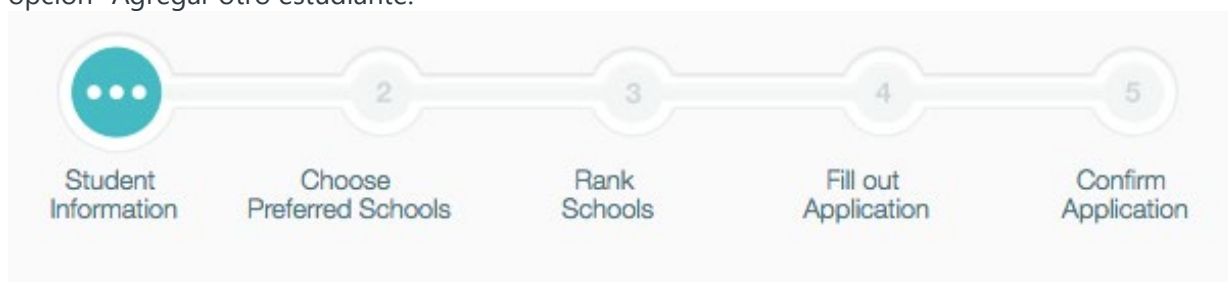 opción "Agregar otro estudiante.
2 3 4 5
Student Information
Choose Preferred Schools
Rank Schools
Fill out Application
Confirm Application